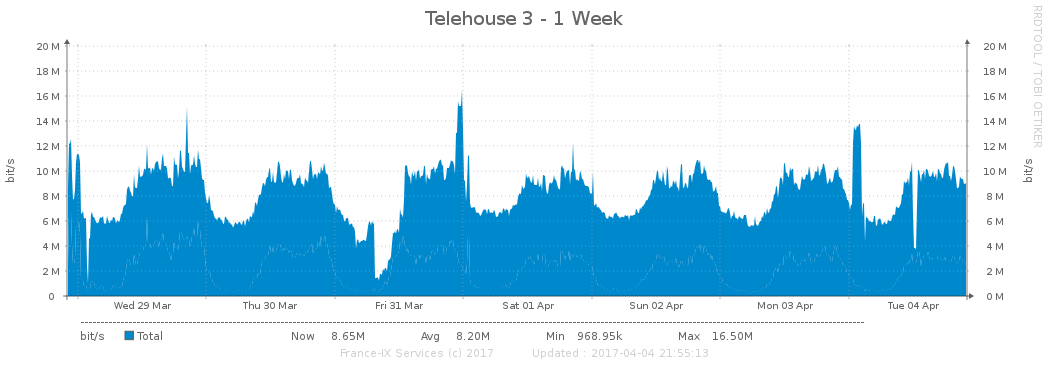 Telehouse 3 - 1 Week
RRDTOOL / TOBI OETIKER
bit/s
20 M 20 M
18 M 18 M
16 M 16 M
14 M 14 M
12 M 12 M
10 M 10 M
8 M 8 M
6 M 6 M
4 M 4 M
2 M 2 M
0 0 M
bit/s
Wed 29 Mar Thu 30 Mar Fri 31 Mar Sat 01 Apr Sun 02 Apr Mon 03 Apr Tue 04 Apr
bit/s Total Now 8.65M Avg 8.20M Min 968.95k Max 16.50M
France-IX Services (c) 2017 Updated : 2017-04-04 21:55:13